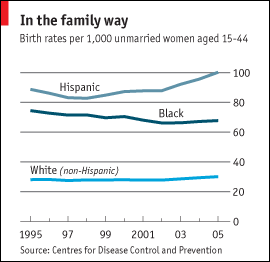 In the family way
Birth rates per 1,000 unmarried women aged 15-44
100
Hispanic
80
Black
60
40
White (non-Hispanic)
20
0
1995 97 99 2001 03 05
Source: Centres for Disease Control and Prevention